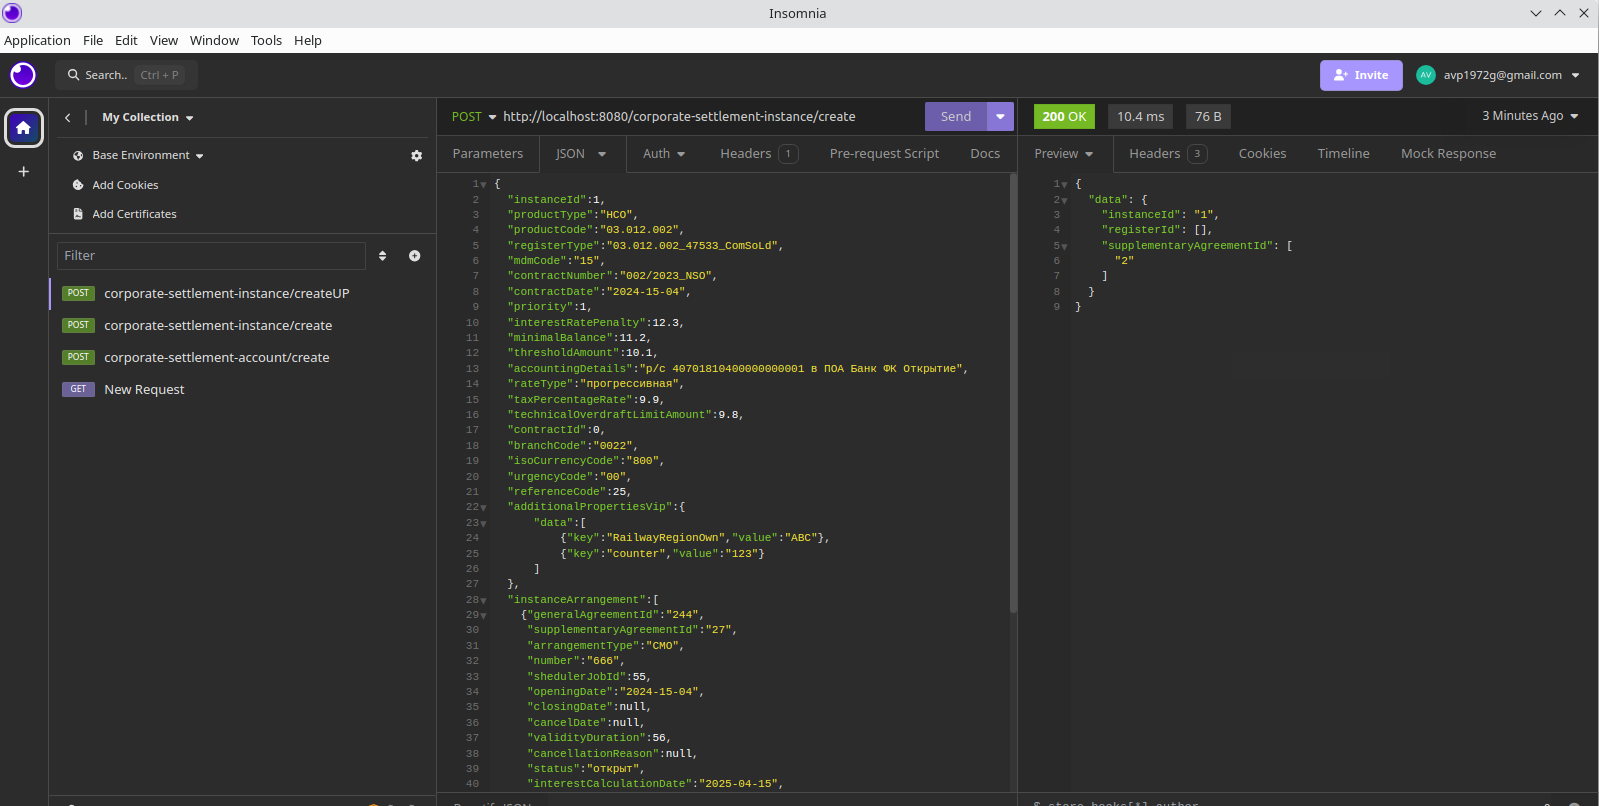 Insomnia
Application File Edit View Window Tools Help
Search.. Ctrl + P
Invite
AV avp1972g@gmail.com
My Collection
Base Environment
Add Cookies
Add Certificates
Filter
POST corporate-settlement-instance/createUP
POST corporate-settlement-instance/create
POST corporate-settlement-account/create
GET New Request
POST http://localhost:8080/corporate-settlement-instance/create Send
Parameters JSON Auth Headers 1 Pre-request Script Docs
1 {
2 "instanceId":1,
3 "productType":"НСО",
4 "productCode":"03.012.002",
5 "registerType":"03.012.002_47533_ComSoLd",
6 "mdmCode":"15",
7 "contractNumber":"002/2023_NSO",
8 "contractDate":"2024-15-04",
9 "priority":1,
10 "interestRatePenalty":12.3,
11 "minimalBalance":11.2,
12 "thresholdAmount":10.1,
13 "accountingDetails":"р/с 40701810400000000001 в ПОА Банк ФК Открытие",
14 "rateType":"прогрессивная",
15 "taxPercentageRate":9.9,
16 "technicalOverdraftLimitAmount":9.8,
17 "contractId":0,
18 "branchCode":"0022",
19 "isoCurrencyCode":"800",
20 "urgencyCode":"00",
21 "referenceCode":25,
22 "additionalPropertiesVip":{
23 "data":[
24 {"key":"RailwayRegionOwn","value":"ABC"},
25 {"key":"counter","value":"123"}
26 ]
27 },
28 "instanceArrangement":[
29 {"generalAgreementId":"244",
30 "supplementaryAgreementId":"27",
31 "arrangementType":"СМО",
32 "number":"666",
33 "shedulerJobId":55,
34 "openingDate":"2024-15-04",
35 "closingDate":null,
36 "cancelDate":null,
37 "validityDuration":56,
38 "cancellationReason":null,
39 "status":"открыт",
40 "interestCalculationDate":"2025-04-15",
200 OK 10.4 ms 76 B 3 Minutes Ago
Preview Headers 3 Cookies Timeline Mock Response
1 {
2 "data": {
3 "instanceId": "1",
4 "registerId": [],
5 "supplementaryAgreementId": [
6 "2"
7 ]
8 }
9 }